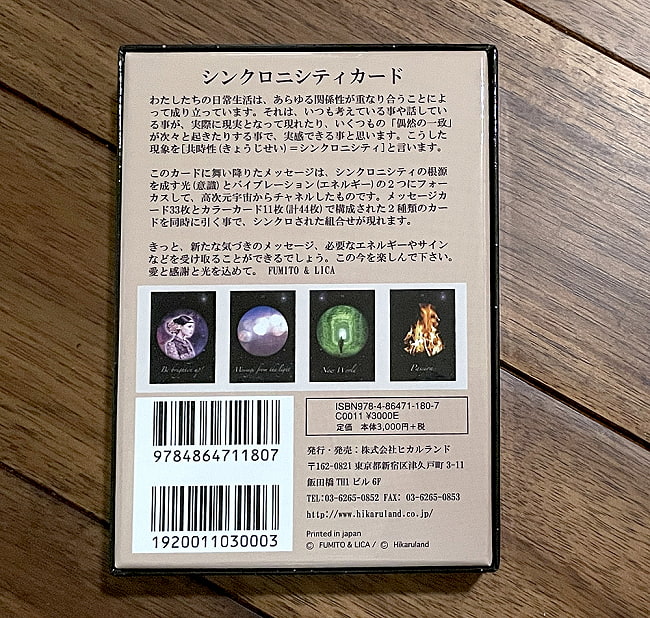 シンクロニシティカード
わたしたちの日常生活は、あらゆる関係性が重なり合うことによ
って成り立っています。それは、いつも考えている事や話してい
る事が、実際に現実となって現れたり、いくつもの「偶然の一致」
が次々と起きたりする事で、実感できる事と思います。こうした
現象を[共時性(きょうじせい)=シンクロニシティ]と言います。
このカードに舞い降りたメッセージは、シンクロニシティの根源
を成す光(意識)とバイブレーション(エネルギー)の2つにフォー
カスして、高次元宇宙からチャネルしたものです。メッセージカ
ード33枚とカラーカード11枚(計44枚)で構成された2種類のカー
ドを同時に引く事で、シンクロされた組合せが現れます。
きっと、新たな気づきのメッセージ、必要なエネルギーやサイン
などを受け取ることができるでしょう。この今を楽しんで下さい。
愛と感謝と光を込めて。 FUMITO & LICA
Be brighten up!
Message from the light
New World
ISBN978-4-86471-180-7
C0011 ¥3000E
定価 本体3,000円+税
9784864711807
1920011030003
発行・発売:株式会社ヒカルランド
〒162-0821 東京都新宿区津久戸町 3-11
飯田橋 TH1 ビル 6F
TEL:03-6265-0852 FAX: 03-6265-0853
http://www.hikaruland.co.jp/
Printed in japan
© FUMITO & LICA / © Hikaruland